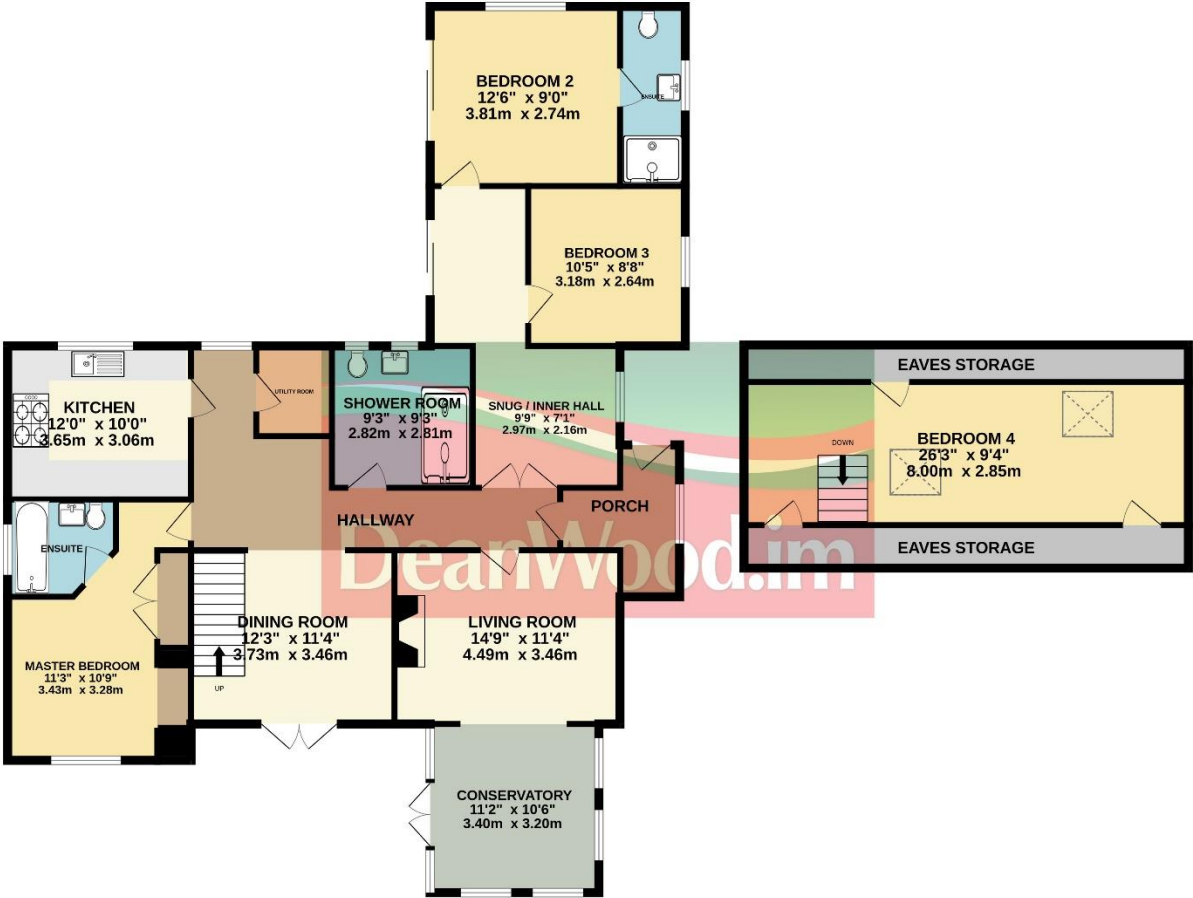 BEDROOM 2
12'6" x 9'0"
3.81m x 2.74m
ENSUITE
BEDROOM 3
10'5" x 8'8"
3.18m x 2.64m
KITCHEN
12'0" x 10'0"
3.65m x 3.06m
UTILITY ROOM
SHOWER ROOM
9'3" x 9'3"
2.82m x 2.81m
SNUG / INNER HALL
9'9" x 7'1"
2.97m x 2.16m
EAVES STORAGE
BEDROOM 4
26'3" x 9'4"
8.00m x 2.85m
DOWN
EAVES STORAGE
HALLWAY
PORCH
ENSUITE
DeanWood.im
DINING ROOM
12'3" x 11'4"
3.73m x 3.46m
UP
LIVING ROOM
14'9" x 11'4"
4.49m x 3.46m
MASTER BEDROOM
11'3" x 10'9"
3.43m x 3.28m
CONSERVATORY
11'2" x 10'6"
3.40m x 3.20m